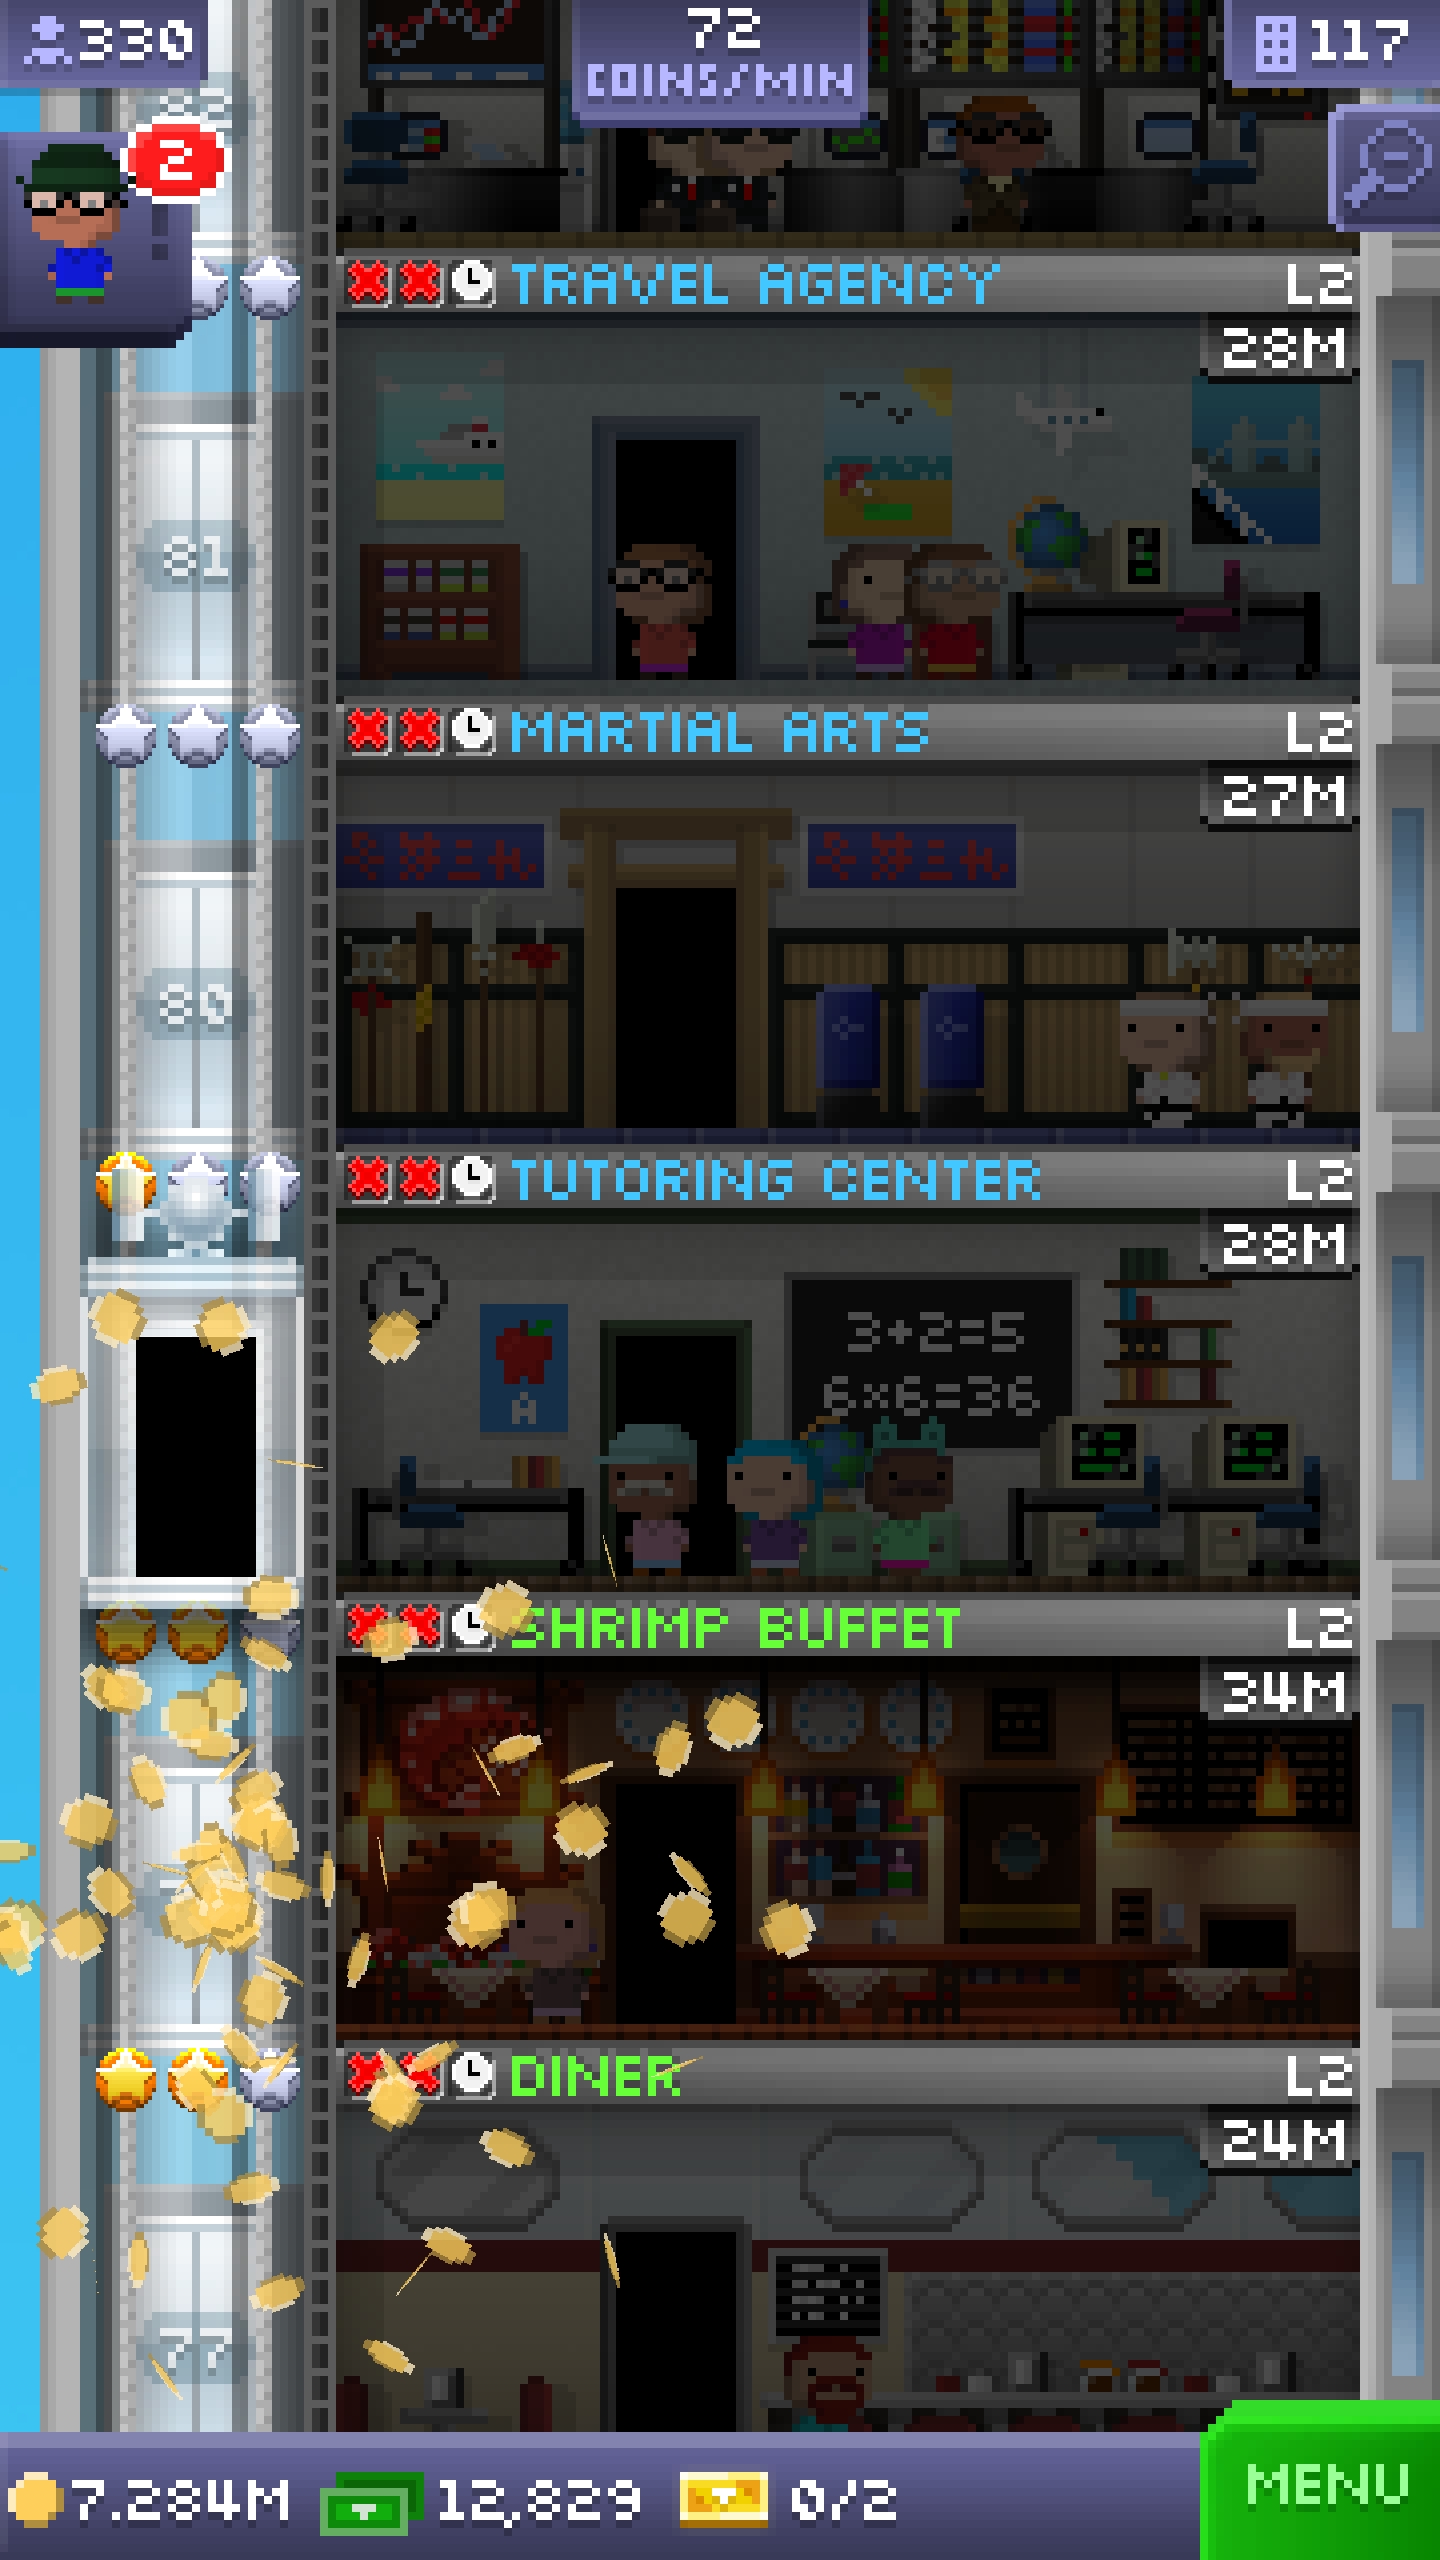 330
72
COINS/MIN
117
2
TRAVEL AGENCY
L2
28M
81
MARTIAL ARTS
L2
27M
80
TUTORING CENTER
L2
28M
3+2=5
6×6=36
A
SHRIMP BUFFET
L2
34M
DINER
L2
24M
77
7.284M
12,829
0/2
MENU